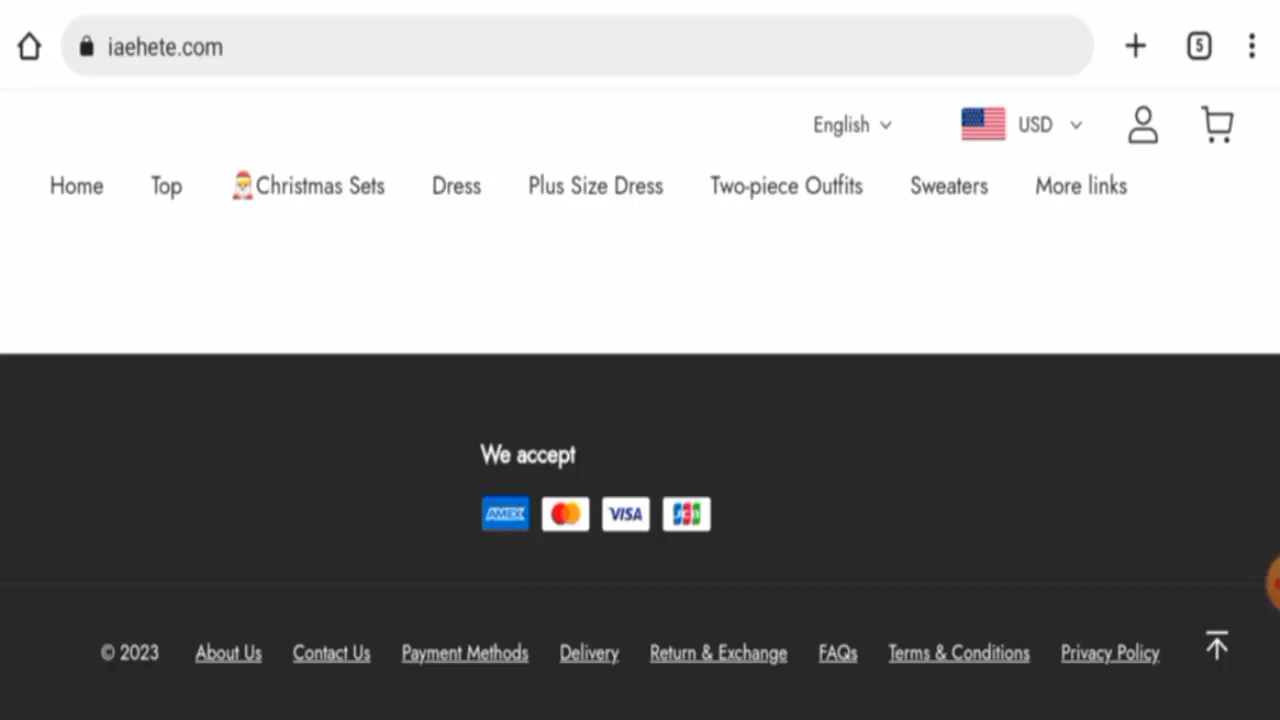 iaehete.com
5
English
USD
Home Top 🎅Christmas Sets Dress Plus Size Dress Two-piece Outfits Sweaters More links
We accept
AMEX VISA JCB
© 2023 About Us Contact Us Payment Methods Delivery Return & Exchange FAQs Terms & Conditions Privacy Policy